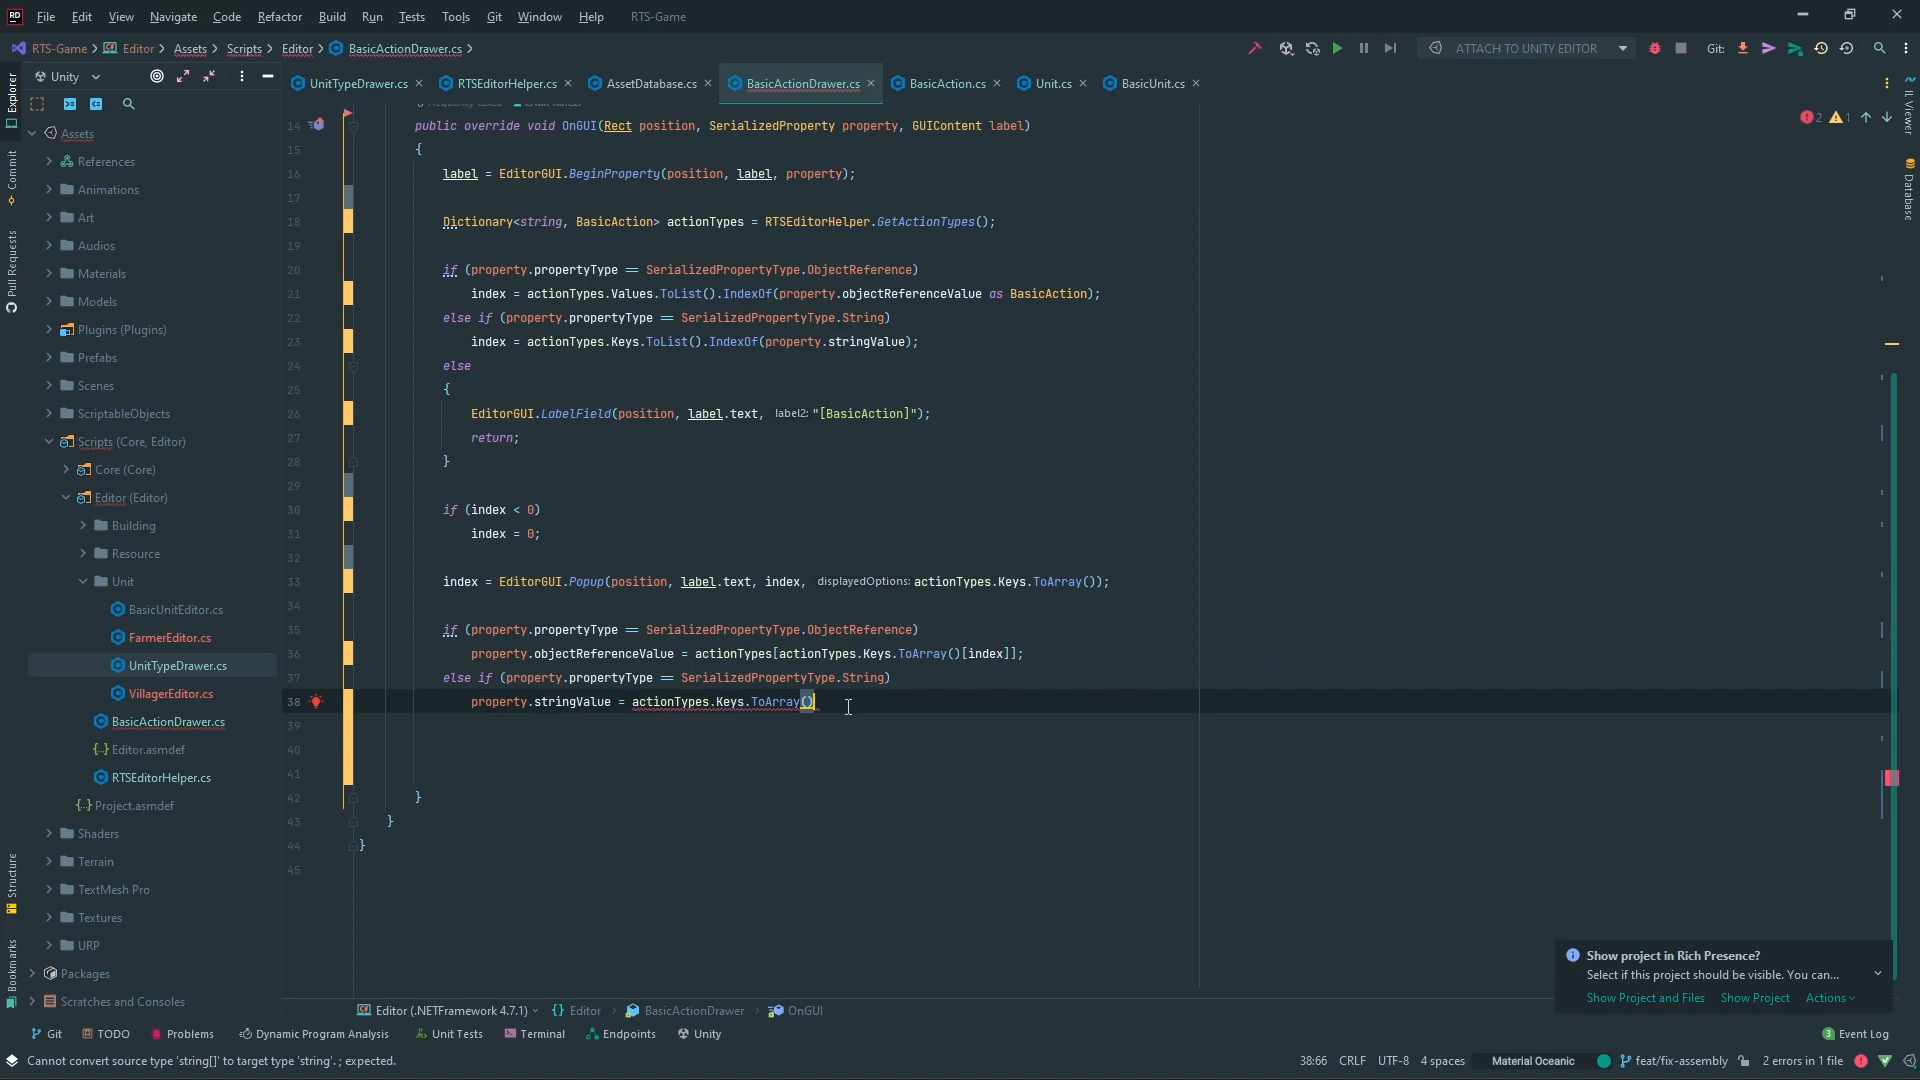 RD File Edit View Navigate Code Refactor Build Run Tests Tools Git Window Help RTS-Game
RTS-Game Editor Assets Scripts Editor BasicActionDrawer.cs ATTACH TO UNITY EDITOR Git:
Unity UnitTypeDrawer.cs RTSEditorHelper.cs AssetDatabase.cs BasicActionDrawer.cs BasicAction.cs Unit.cs BasicUnit.cs
Explorer
Commit
Pull Requests
Structure
Bookmarks
Assets
References
Animations
Art
Audios
Materials
Models
Plugins (Plugins)
Prefabs
Scenes
ScriptableObjects
Scripts (Core, Editor)
Core (Core)
Editor (Editor)
Building
Resource
Unit
BasicUnitEditor.cs
FarmerEditor.cs
UnitTypeDrawer.cs
VillagerEditor.cs
BasicActionDrawer.cs
Editor.asmdef
RTSEditorHelper.cs
Project.asmdef
Shaders
Terrain
TextMesh Pro
Textures
URP
Packages
Scratches and Consoles
14 public override void OnGUI(Rect position, SerializedProperty property, GUIContent label)
15 {
16 label = EditorGUI.BeginProperty(position, label, property);
17
18 Dictionary<string, BasicAction> actionTypes = RTSEditorHelper.GetActionTypes();
19
20 if (property.propertyType == SerializedPropertyType.ObjectReference)
21 index = actionTypes.Values.ToList().IndexOf(property.objectReferenceValue as BasicAction);
22 else if (property.propertyType == SerializedPropertyType.String)
23 index = actionTypes.Keys.ToList().IndexOf(property.stringValue);
24 else
25 {
26 EditorGUI.LabelField(position, label.text, label2: "[BasicAction]");
27 return;
28 }
29
30 if (index < 0)
31 index = 0;
32
33 index = EditorGUI.Popup(position, label.text, index, displayedOptions: actionTypes.Keys.ToArray());
34
35 if (property.propertyType == SerializedPropertyType.ObjectReference)
36 property.objectReferenceValue = actionTypes[actionTypes.Keys.ToArray()[index]];
37 else if (property.propertyType == SerializedPropertyType.String)
38 property.stringValue = actionTypes.Keys.ToArray()
39
40
41
42 }
43 }
44 }
45
2 1
IL Viewer
Database
Show project in Rich Presence?
Select if this project should be visible. You can...
Show Project and Files Show Project Actions
Editor (.NETFramework 4.7.1) Editor BasicActionDrawer OnGUI
Git TODO Problems Dynamic Program Analysis Unit Tests Terminal Endpoints Unity 3 Event Log
Cannot convert source type 'string[]' to target type 'string'. ; expected. 38:66 CRLF UTF-8 4 spaces Material Oceanic feat/fix-assembly 2 errors in 1 file